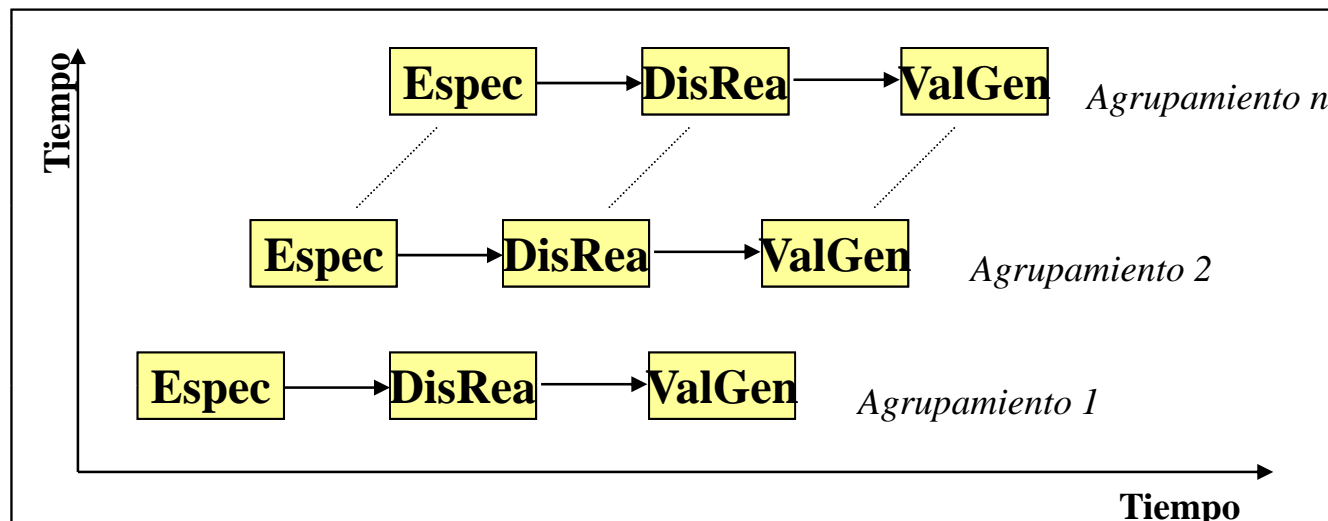 Tiempo
Espec DisRea ValGen Agrupamiento n
Espec DisRea ValGen Agrupamiento 2
Espec DisRea ValGen Agrupamiento 1
Tiempo